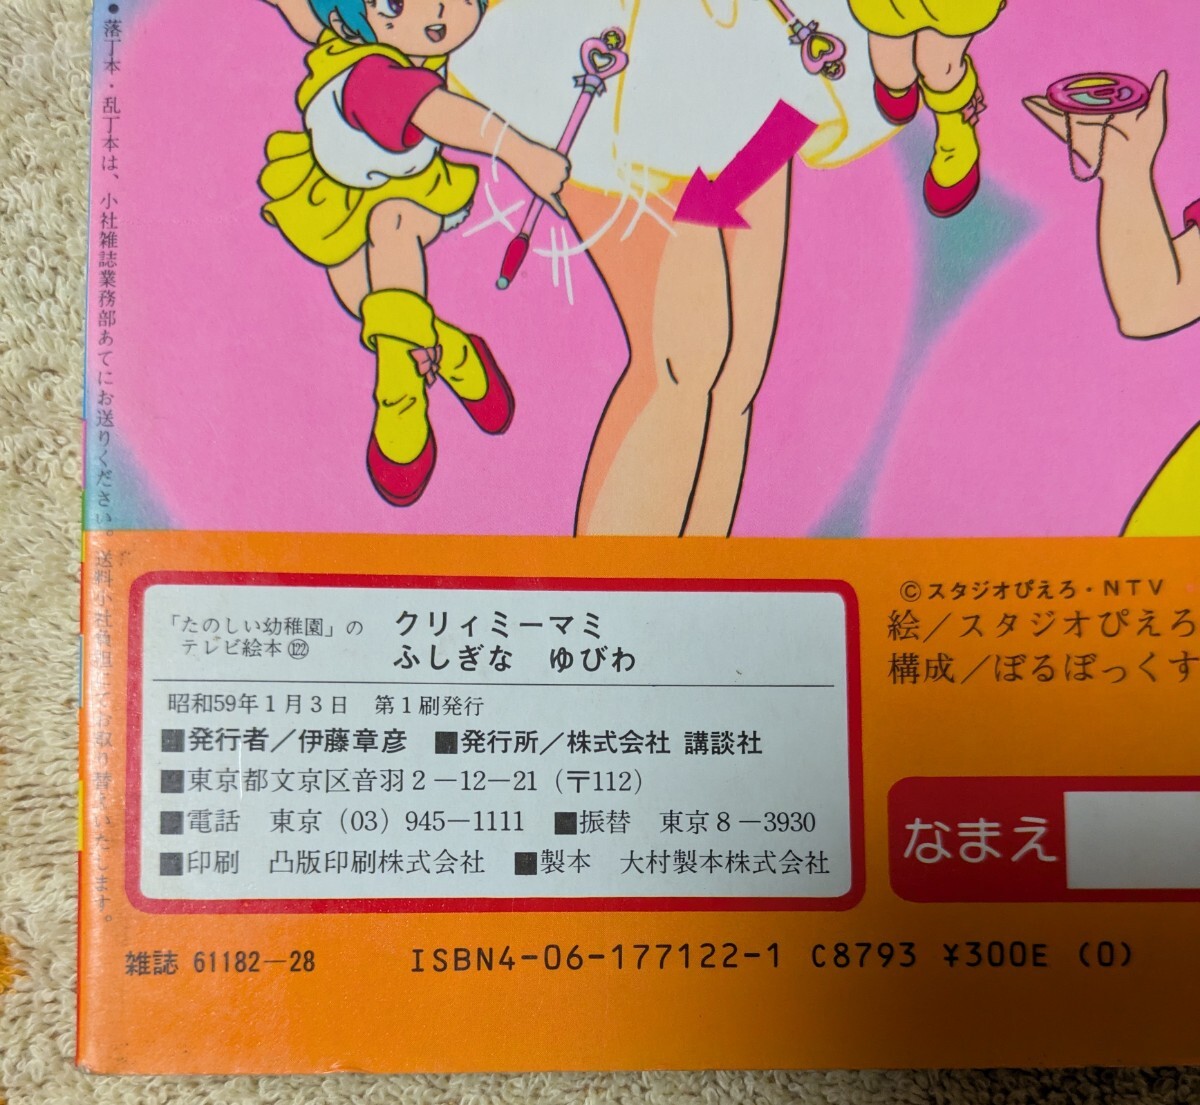 ●落丁本・乱丁本は、小社雑誌業務部あてにお送りください。送料小社負担にてお取り替えいたします。
「たのしい幼稚園」の
テレビ絵本122
クリィミーマミ
ふしぎな ゆびわ
昭和59年1月3日 第1刷発行
■発行者／伊藤章彦 ■発行所／株式会社 講談社
■東京都文京区音羽2－12－21（〒112）
■電話 東京（03）945－1111 ■振替 東京8－3930
■印刷 凸版印刷株式会社 ■製本 大村製本株式会社
©スタジオぴえろ・NTV
絵／スタジオぴえろ
構成／ぽるぽっくす
なまえ
雑誌 61182－28
ISBN4-06-177122-1 C8793 ¥300E (0)